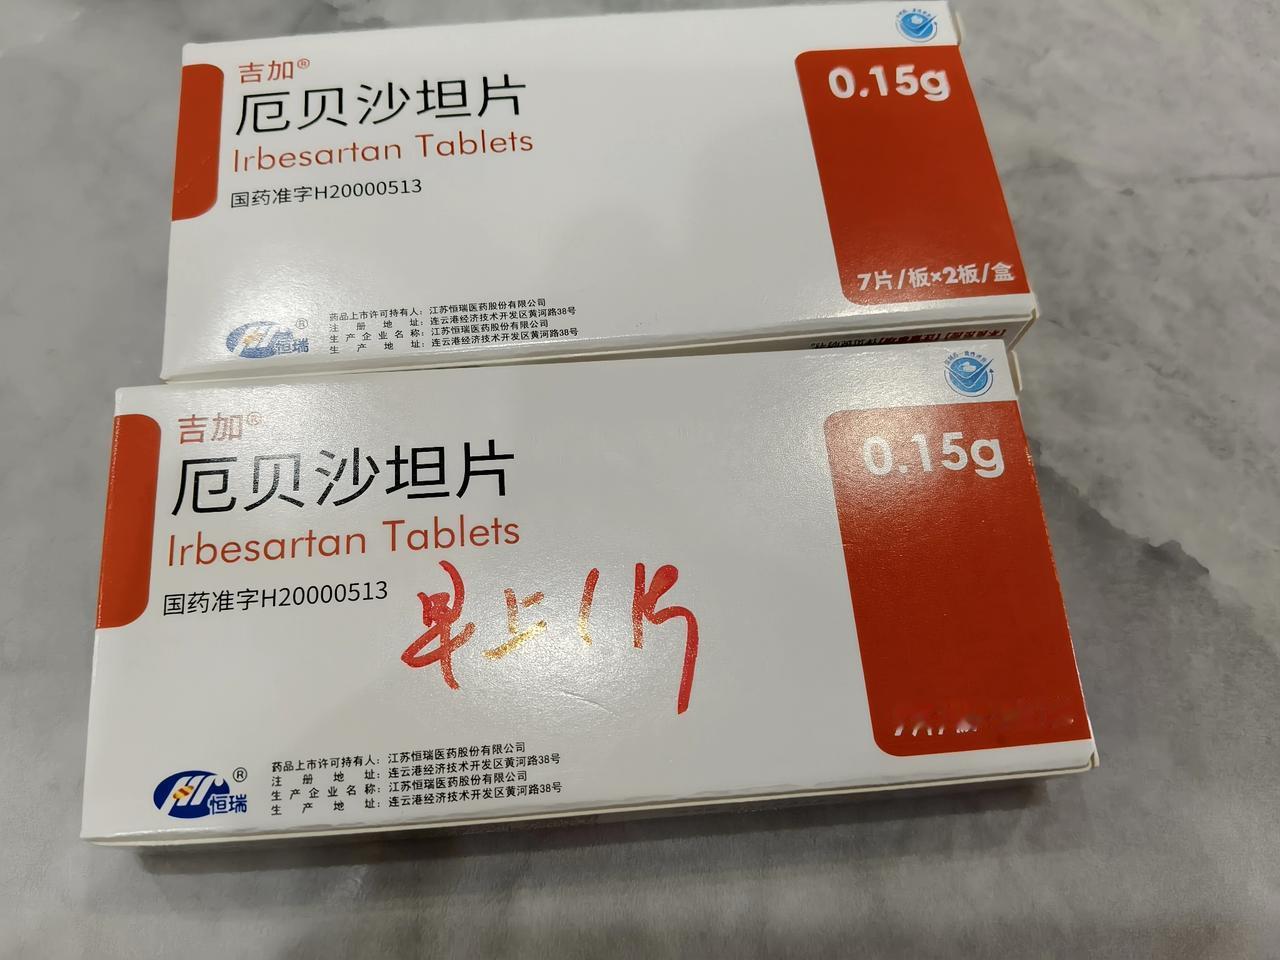 吉加®
厄贝沙坦片
Irbesartan Tablets
国药准字H20000513
0.15g
7片/板×2板/盒
恒瑞®
药品上市许可持有人：江苏恒瑞医药股份有限公司
注册地址：连云港经济技术开发区黄河路38号
生产企业名称：江苏恒瑞医药股份有限公司
生产地址：连云港经济技术开发区黄河路38号
吉加®
厄贝沙坦片
Irbesartan Tablets
国药准字H20000513
早上1片
0.15g
恒瑞®
药品上市许可持有人：江苏恒瑞医药股份有限公司
注册地址：连云港经济技术开发区黄河路38号
生产企业名称：江苏恒瑞医药股份有限公司
生产地址：连云港经济技术开发区黄河路38号